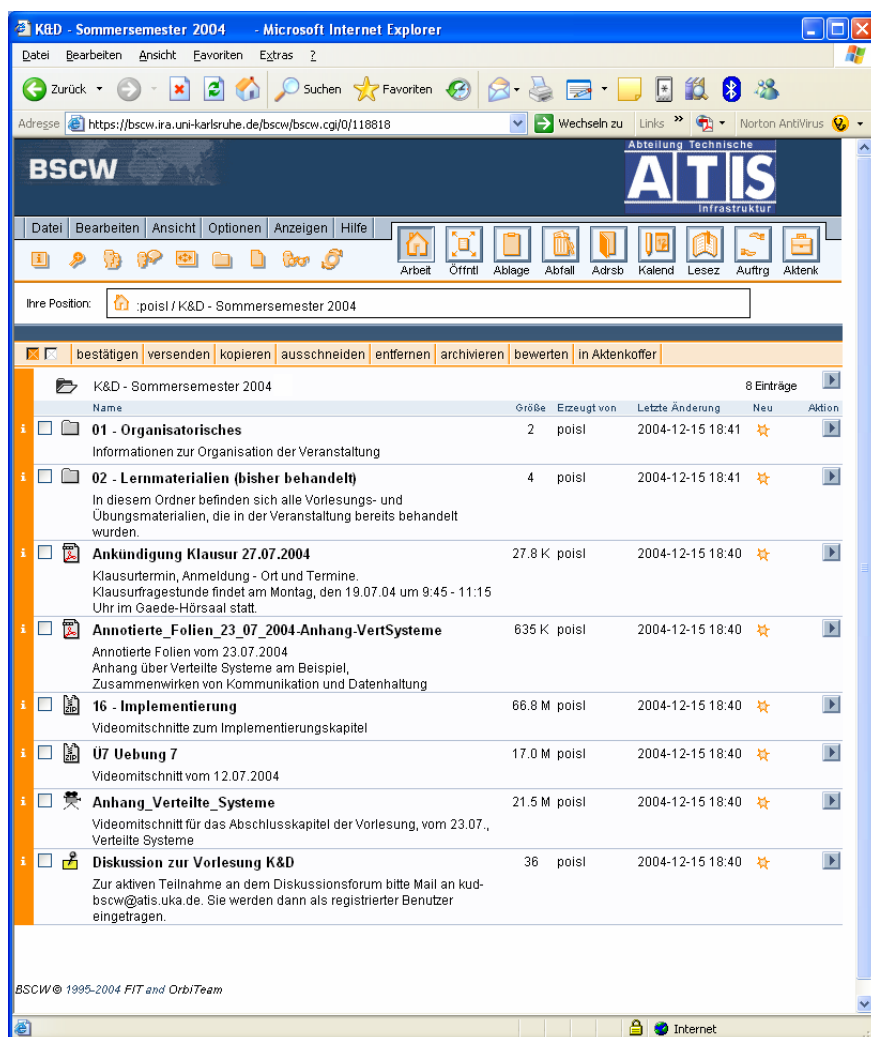 K&D - Sommersemester 2004 - Microsoft Internet Explorer
Datei Bearbeiten Ansicht Favoriten Extras ?
Zurück Suchen Favoriten
Adresse https://bscw.ira.uni-karlsruhe.de/bscw/bscw.cgi/0/118818 Wechseln zu Links » Norton AntiVirus
BSCW
Abteilung Technische
ATIS
Infrastruktur
Datei Bearbeiten Ansicht Optionen Anzeigen Hilfe
Arbeit Öffntl Ablage Abfall Adrsb Kalend Lesez Auftrg Aktenk
Ihre Position: :poisl / K&D - Sommersemester 2004
bestätigen versenden kopieren ausschneiden entfernen archivieren bewerten in Aktenkoffer
K&D - Sommersemester 2004 8 Einträge
Name Größe Erzeugt von Letzte Änderung Neu Aktion
i 01 - Organisatorisches 2 poisl 2004-12-15 18:41
Informationen zur Organisation der Veranstaltung
i 02 - Lernmaterialien (bisher behandelt) 4 poisl 2004-12-15 18:41
In diesem Ordner befinden sich alle Vorlesungs- und
Übungsmaterialien, die in der Veranstaltung bereits behandelt
wurden.
i Ankündigung Klausur 27.07.2004 27.8 K poisl 2004-12-15 18:40
Klausurtermin, Anmeldung - Ort und Termine.
Klausurfragestunde findet am Montag, den 19.07.04 um 9:45 - 11:15
Uhr im Gaede-Hörsaal statt.
i Annotierte_Folien_23_07_2004-Anhang-VertSysteme 635 K poisl 2004-12-15 18:40
Annotierte Folien vom 23.07.2004
Anhang über Verteilte Systeme am Beispiel,
Zusammenwirken von Kommunikation und Datenhaltung
i ZIP 16 - Implementierung 66.8 M poisl 2004-12-15 18:40
Videomitschnitte zum Implementierungskapitel
i ZIP Ü7 Uebung 7 17.0 M poisl 2004-12-15 18:40
Videomitschnitt vom 12.07.2004
i Anhang_Verteilte_Systeme 21.5 M poisl 2004-12-15 18:40
Videomitschnitt für das Abschlusskapitel der Vorlesung, vom 23.07.,
Verteilte Systeme
i Diskussion zur Vorlesung K&D 36 poisl 2004-12-15 18:40
Zur aktiven Teilnahme an dem Diskussionsforum bitte Mail an kud-
bscw@atis.uka.de. Sie werden dann als registrierter Benutzer
eingetragen.
BSCW © 1995-2004 FIT and OrbiTeam
Internet